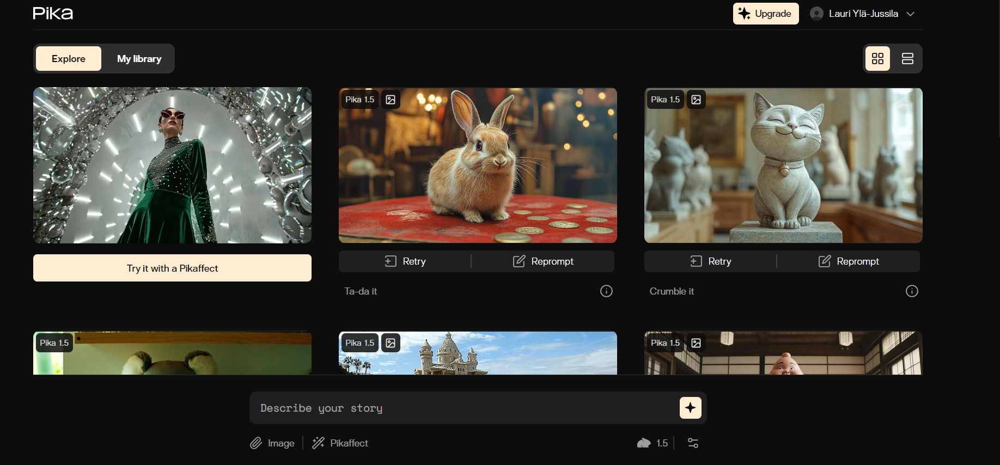 Pika
Upgrade
Lauri Ylä-Jussila
Explore
My library
Pika 1.5
Pika 1.5
Try it with a Pikaffect
Retry
Reprompt
Retry
Reprompt
Ta-da it
Crumble it
Pika 1.5
Pika 1.5
Pika 1.5
Describe your story
Image
Pikaffect
1.5